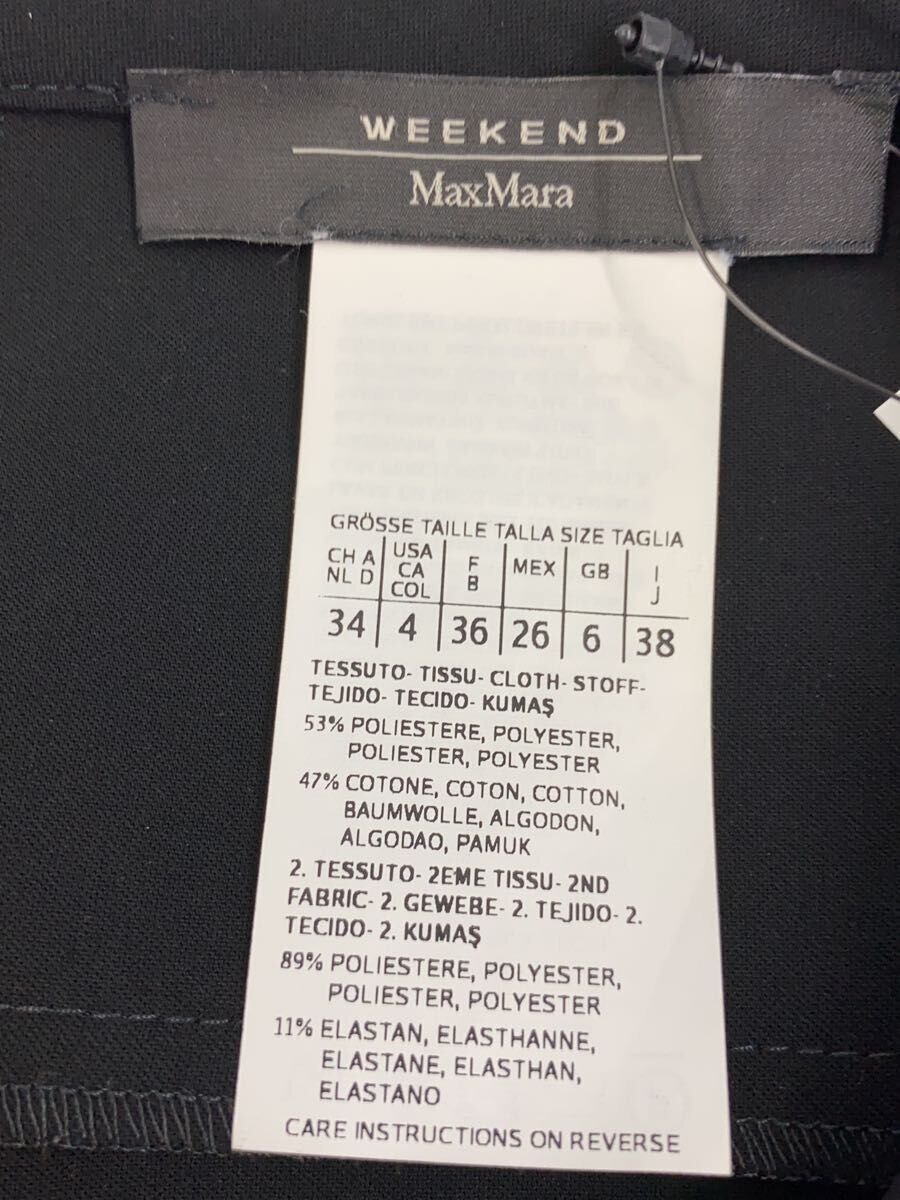 WEEKEND
MaxMara
GRÖSSE TAILLE TALLA SIZE TAGLIA
CH A NL D | USA CA COL | F B | MEX | GB | I J
34 | 4 | 36 | 26 | 6 | 38
TESSUTO- TISSU- CLOTH- STOFF-
TEJIDO- TECIDO- KUMAŞ
53% POLIESTERE, POLYESTER,
POLIESTER, POLYESTER
47% COTONE, COTON, COTTON,
BAUMWOLLE, ALGODON,
ALGODAO, PAMUK
2. TESSUTO- 2EME TISSU- 2ND
FABRIC- 2. GEWEBE- 2. TEJIDO- 2.
TECIDO- 2. KUMAŞ
89% POLIESTERE, POLYESTER,
POLIESTER, POLYESTER
11% ELASTAN, ELASTHANNE,
ELASTANE, ELASTHAN,
ELASTANO
CARE INSTRUCTIONS ON REVERSE